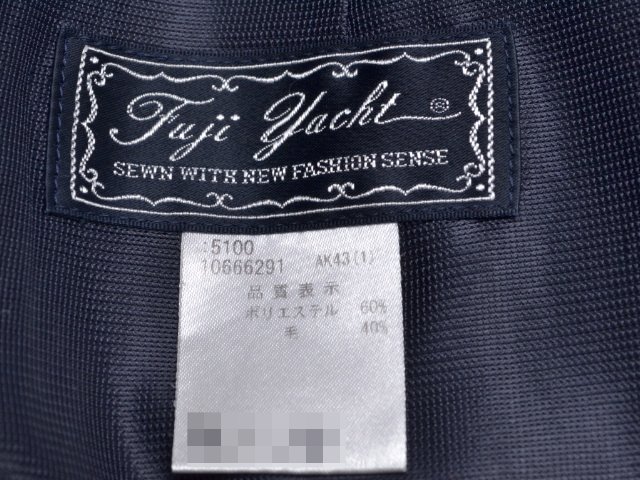 Fuji Yacht ®
SEWN WITH NEW FASHION SENSE
:5100
10666291 AK43(1)
品質表示
ポリエステル 60%
毛 40%